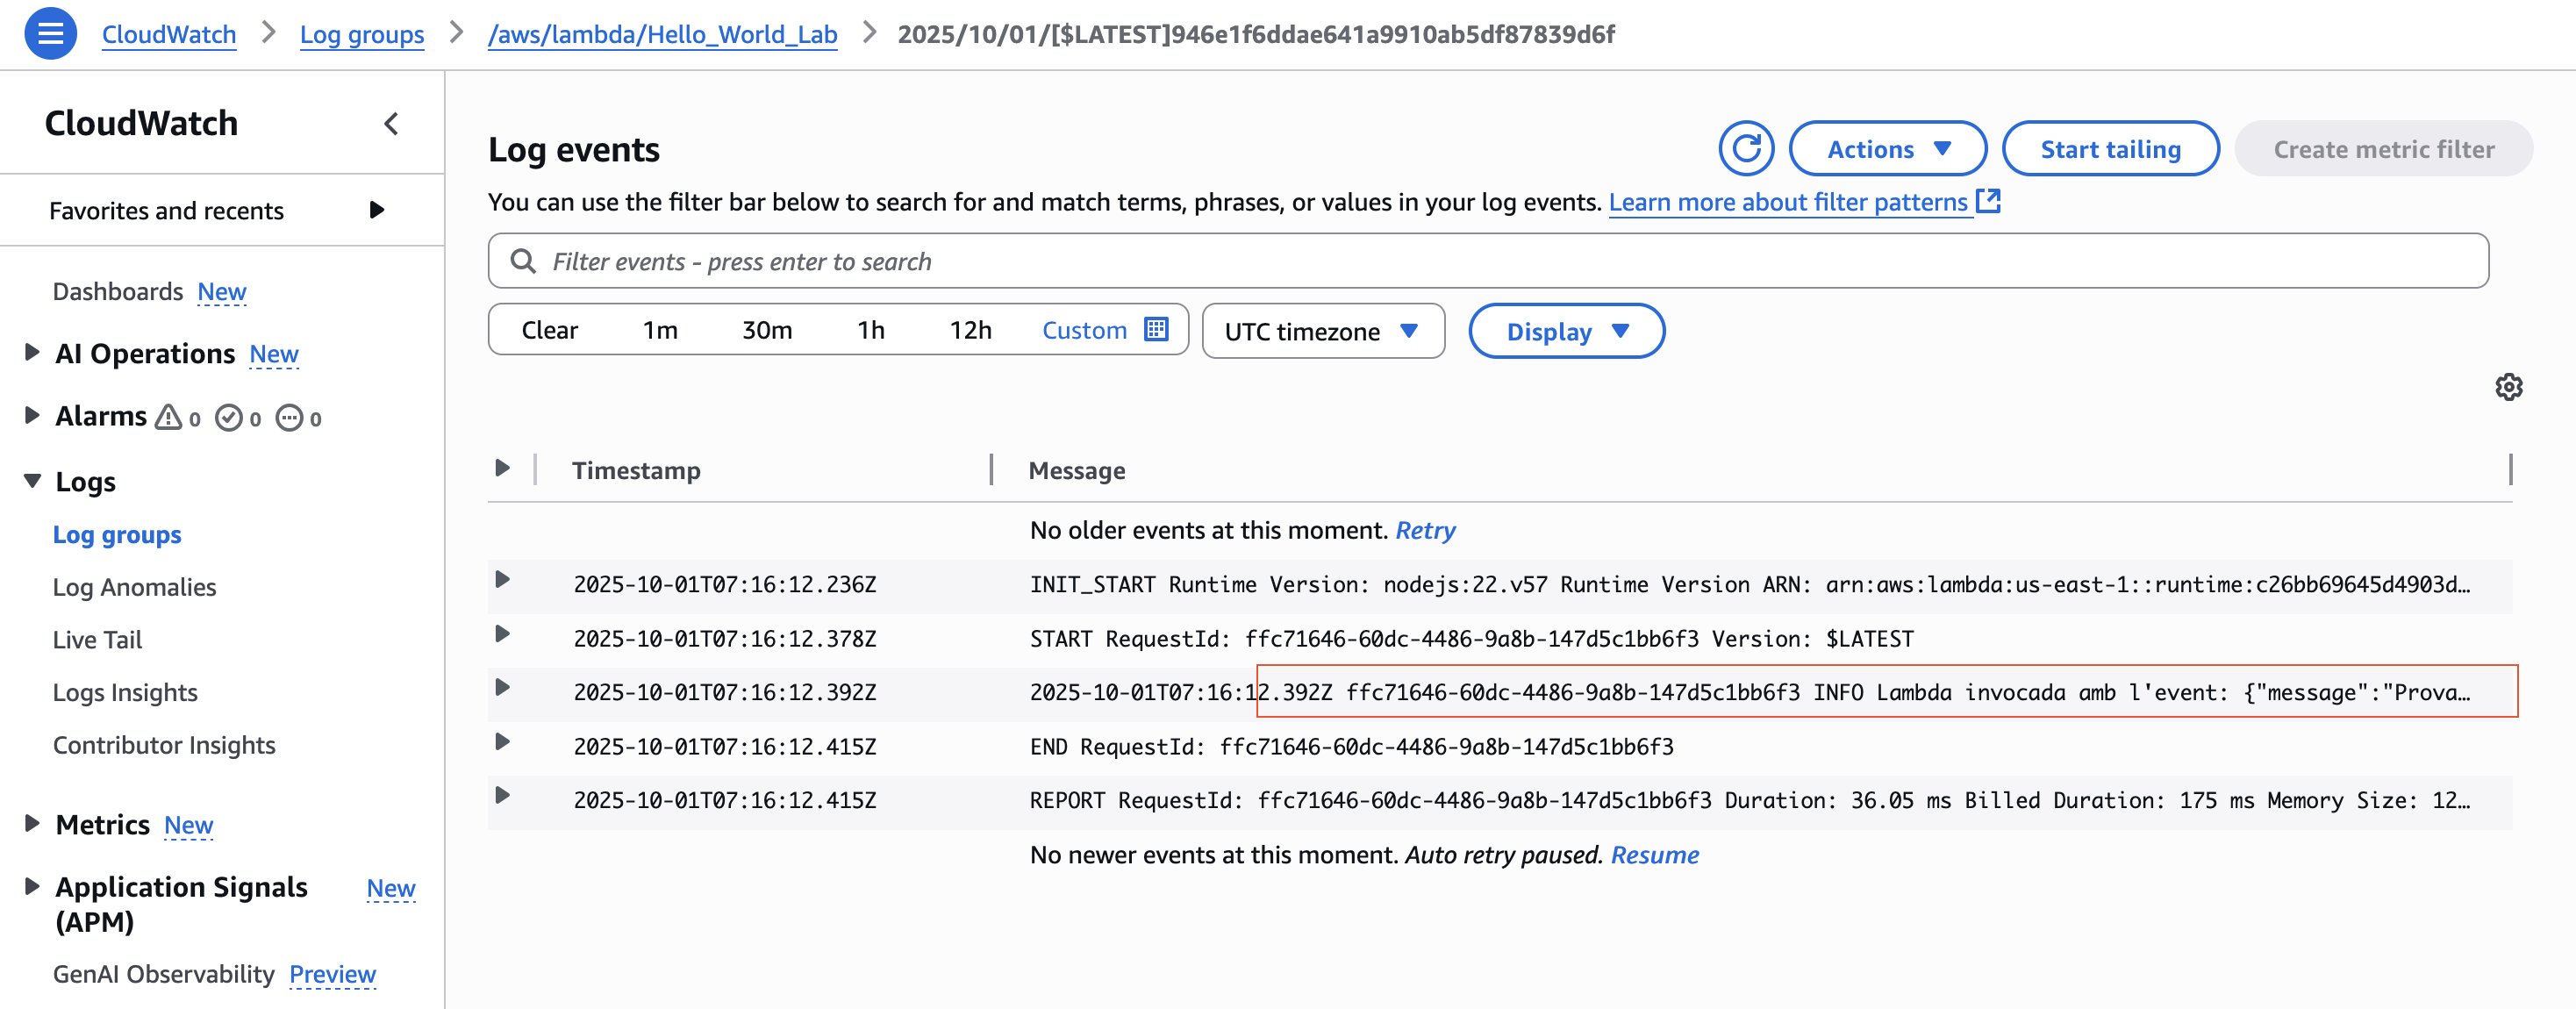 CloudWatch > Log groups > /aws/lambda/Hello_World_Lab > 2025/10/01/[$LATEST]946e1f6ddae641a9910ab5df87839d6f
CloudWatch
Favorites and recents
Dashboards New
AI Operations New
Alarms 0 0 0
Logs
Log groups
Log Anomalies
Live Tail
Logs Insights
Contributor Insights
Metrics New
Application Signals New
(APM)
GenAI Observability Preview
Log events
Actions
Start tailing
Create metric filter
You can use the filter bar below to search for and match terms, phrases, or values in your log events. Learn more about filter patterns
Filter events - press enter to search
Clear 1m 30m 1h 12h Custom UTC timezone Display
Timestamp Message
No older events at this moment. Retry
2025-10-01T07:16:12.236Z INIT_START Runtime Version: nodejs:22.v57 Runtime Version ARN: arn:aws:lambda:us-east-1::runtime:c26bb69645d4903d…
2025-10-01T07:16:12.378Z START RequestId: ffc71646-60dc-4486-9a8b-147d5c1bb6f3 Version: $LATEST
2025-10-01T07:16:12.392Z 2025-10-01T07:16:12.392Z ffc71646-60dc-4486-9a8b-147d5c1bb6f3 INFO Lambda invocada amb l'event: {"message":"Prova…
2025-10-01T07:16:12.415Z END RequestId: ffc71646-60dc-4486-9a8b-147d5c1bb6f3
2025-10-01T07:16:12.415Z REPORT RequestId: ffc71646-60dc-4486-9a8b-147d5c1bb6f3 Duration: 36.05 ms Billed Duration: 175 ms Memory Size: 12…
No newer events at this moment. Auto retry paused. Resume